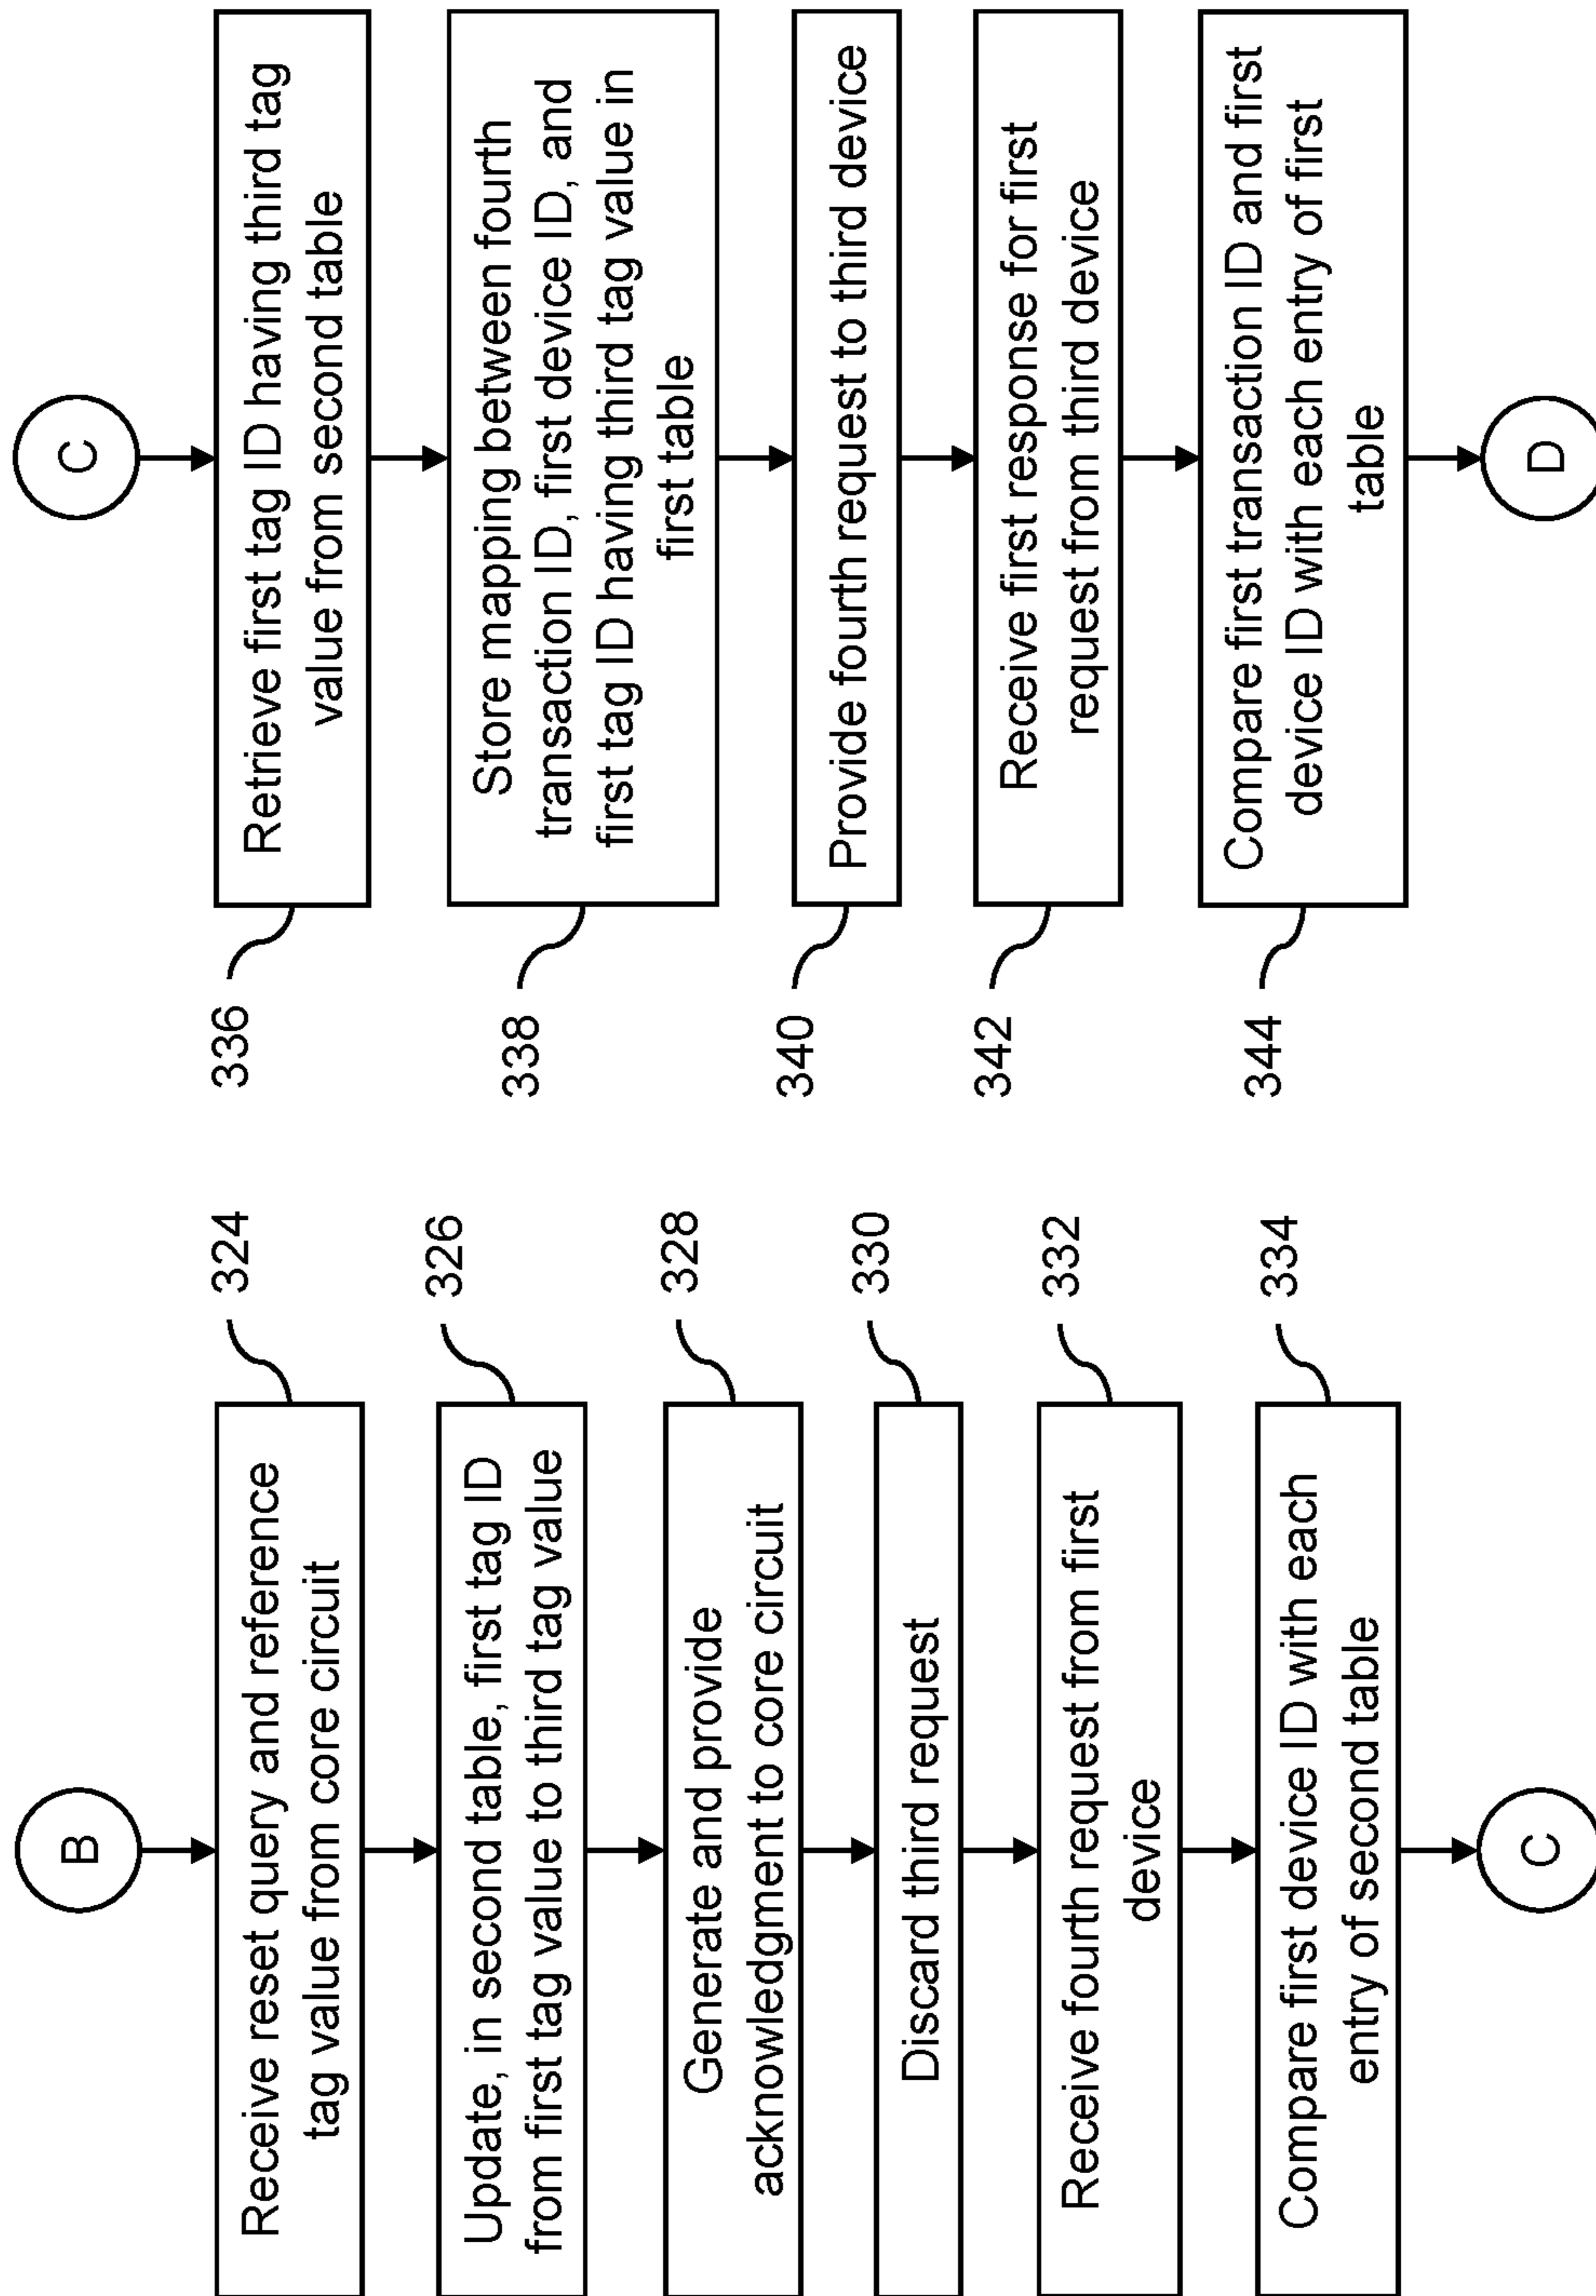 B
324
Receive reset query and reference
tag value from core circuit
326
Update, in second table, first tag ID
from first tag value to third tag value
328
Generate and provide
acknowledgment to core circuit
330
Discard third request
332
Receive fourth request from first
device
334
Compare first device ID with each
entry of second table
C
C
336
Retrieve first tag ID having third tag
value from second table
338
Store mapping between fourth
transaction ID, first device ID, and
first tag ID having third tag value in
first table
340
Provide fourth request to third device
342
Receive first response for first
request from third device
344
Compare first transaction ID and first
device ID with each entry of first
table
D